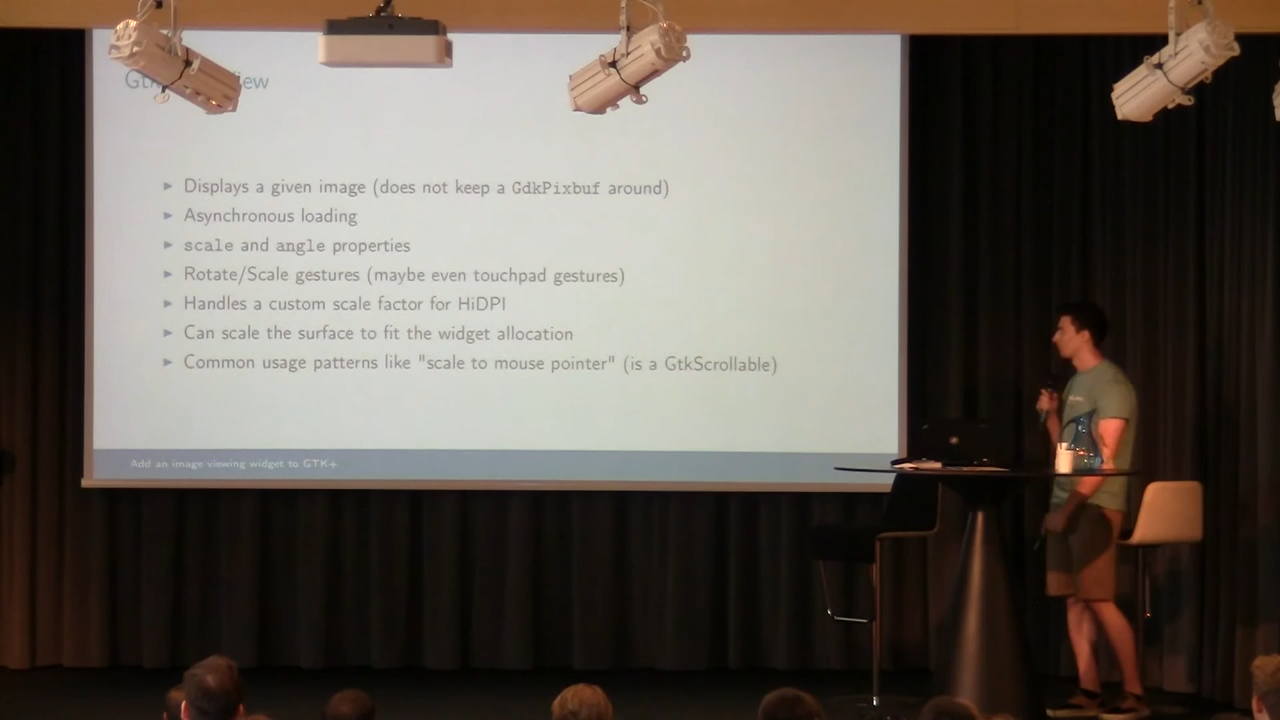 Displays a given image (does not keep a GdkPixbuf around)
Asynchronous loading
scale and angle properties
Rotate/Scale gestures (maybe even touchpad gestures)
Handles a custom scale factor for HiDPI
Can scale the surface to fit the widget allocation
Common usage patterns like "scale to mouse pointer" (is a GtkScrollable)
Add an image viewing widget to GTK+